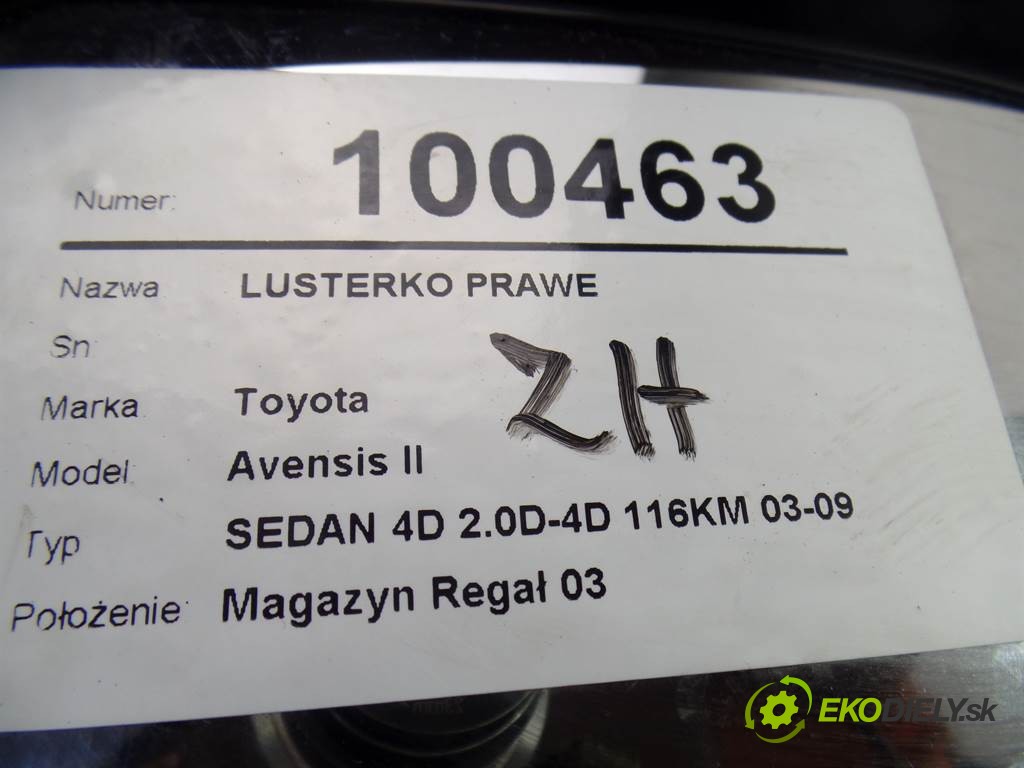 Numer: 100463
Nazwa LUSTERKO PRAWE
Sn
Marka Toyota
ZH
Model Avensis II
Typ SEDAN 4D 2.0D-4D 116KM 03-09
Położenie: Magazyn Regał 03
EKODIELY.sk